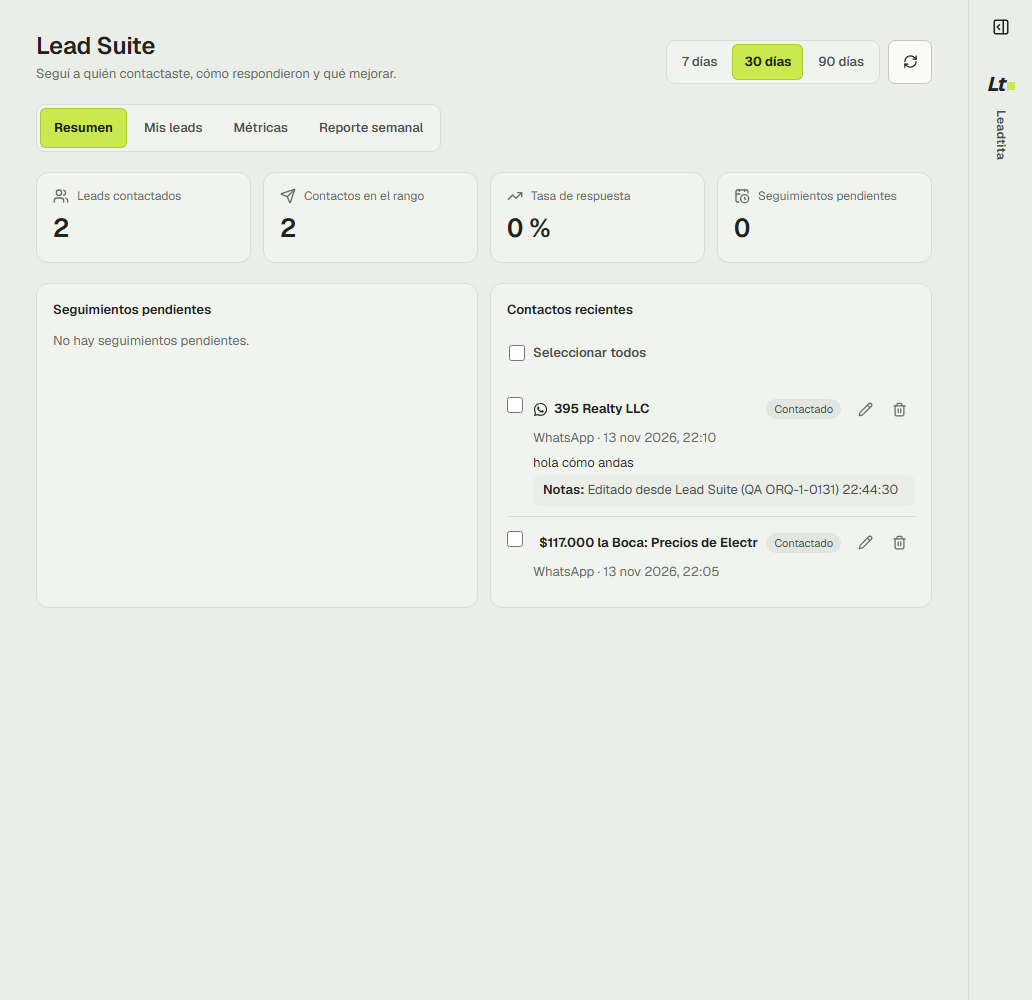 Lead Suite
Seguí a quién contactaste, cómo respondieron y qué mejorar.
7 días
30 días
90 días
Lt
Leadtita
Resumen
Mis leads
Métricas
Reporte semanal
Leads contactados
2
Contactos en el rango
2
Tasa de respuesta
0 %
Seguimientos pendientes
0
Seguimientos pendientes
No hay seguimientos pendientes.
Contactos recientes
Seleccionar todos
395 Realty LLC
Contactado
WhatsApp · 13 nov 2026, 22:10
hola cómo andas
Notas: Editado desde Lead Suite (QA ORQ-1-0131) 22:44:30
$117.000 la Boca: Precios de Electr
Contactado
WhatsApp · 13 nov 2026, 22:05